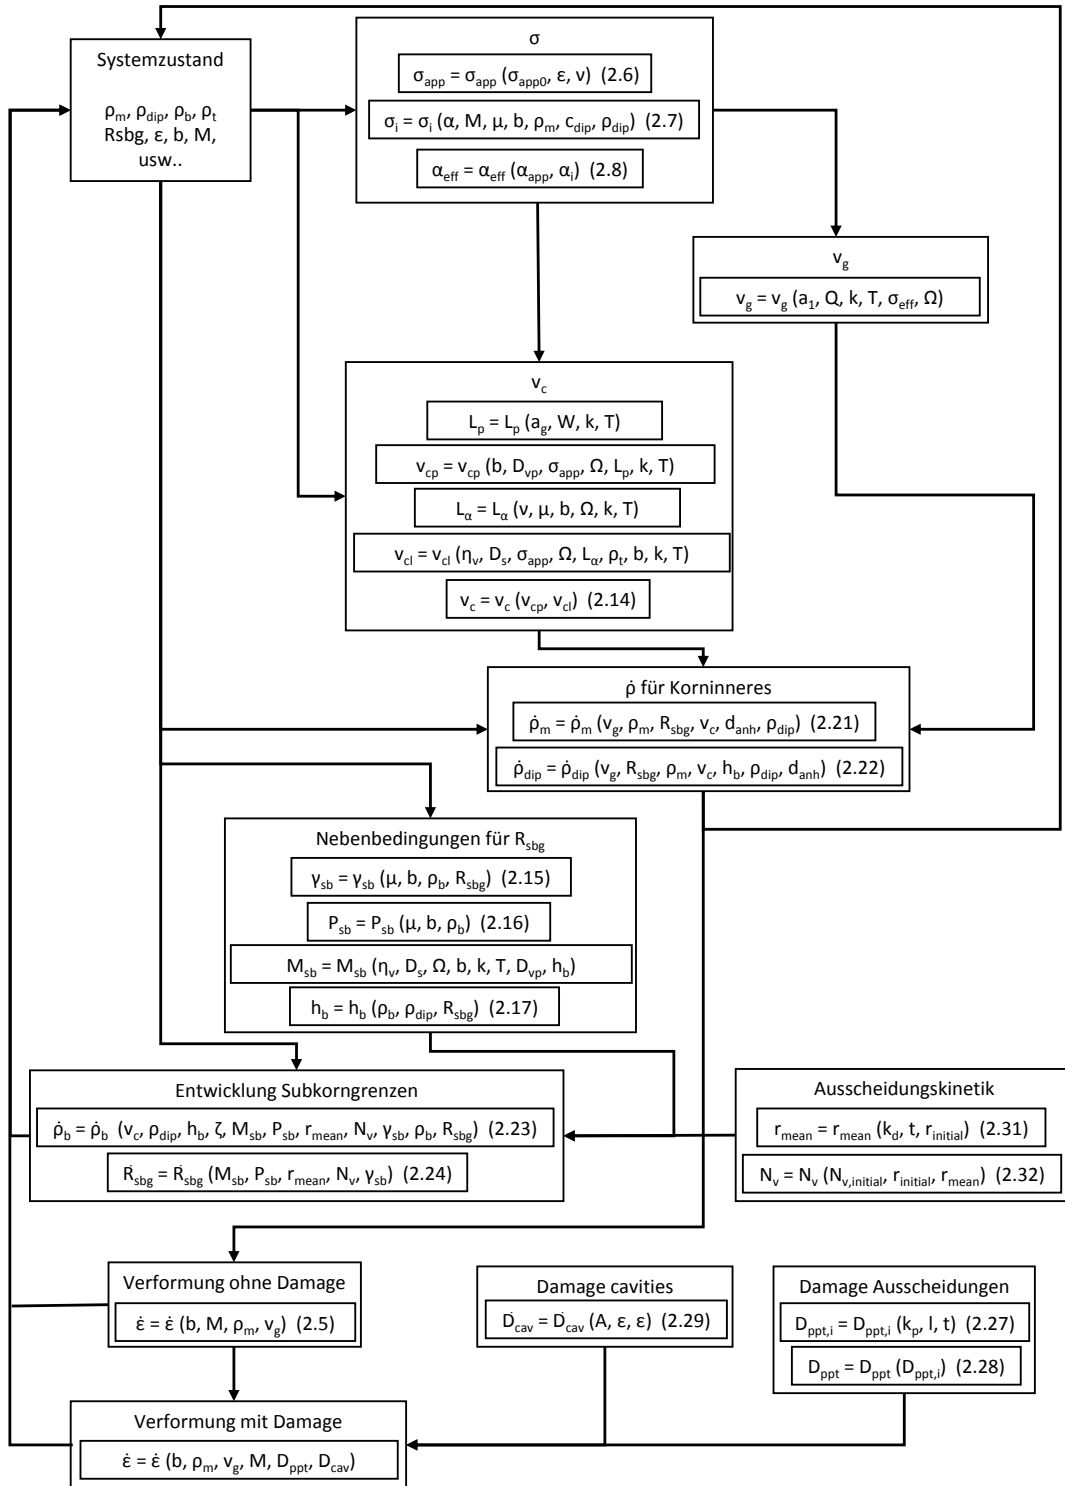 Systemzustand
ρm, ρdip, ρb, ρt
Rsbg, ε, b, M,
usw..
σ
σapp = σapp (σapp0, ε, ν) (2.6)
σi = σi (α, M, μ, b, ρm, cdip, ρdip) (2.7)
αeff = αeff (αapp, αi) (2.8)
vg
vg = vg (a1, Q, k, T, σeff, Ω)
vc
Lp = Lp (ag, W, k, T)
vcp = vcp (b, Dvp, σapp, Ω, Lp, k, T)
Lα = Lα (ν, μ, b, Ω, k, T)
vcl = vcl (ηv, Ds, σapp, Ω, Lα, ρt, b, k, T)
vc = vc (vcp, vcl) (2.14)
ρ̇ für Korninneres
ρ̇m = ρ̇m (vg, ρm, Rsbg, vc, danh, ρdip) (2.21)
ρ̇dip = ρ̇dip (vg, Rsbg, ρm, vc, hb, ρdip, danh) (2.22)
Nebenbedingungen für Rsbg
γsb = γsb (μ, b, ρb, Rsbg) (2.15)
Psb = Psb (μ, b, ρb) (2.16)
Msb = Msb (ηv, Ds, Ω, b, k, T, Dvp, hb)
hb = hb (ρb, ρdip, Rsbg) (2.17)
Entwicklung Subkorngrenzen
ρ̇b = ρ̇b (vc, ρdip, hb, ζ, Msb, Psb, rmean, Nv, γsb, ρb, Rsbg) (2.23)
Ṙsbg = Ṙsbg (Msb, Psb, rmean, Nv, γsb) (2.24)
Ausscheidungskinetik
rmean = rmean (kd, t, rinitial) (2.31)
Nv = Nv (Nv,initial, rinitial, rmean) (2.32)
Verformung ohne Damage
ε̇ = ε̇ (b, M, ρm, vg) (2.5)
Damage cavities
Ḋcav = Ḋcav (A, ε, ε) (2.29)
Damage Ausscheidungen
Dppt,i = Dppt,i (kp, l, t) (2.27)
Dppt = Dppt (Dppt,i) (2.28)
Verformung mit Damage
ε̇ = ε̇ (b, ρm, vg, M, Dppt, Dcav)